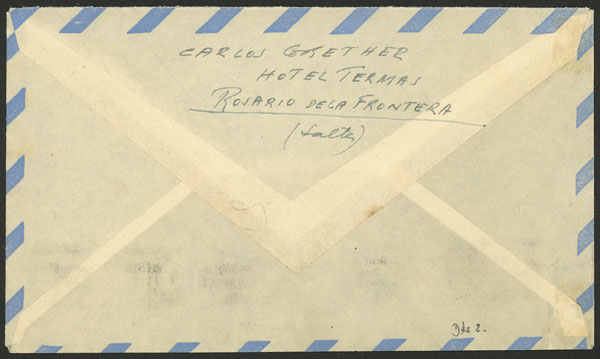 CARLOS GRETHER
HOTEL TERMAS
ROSARIO DE LA FRONTERA
(Salta)